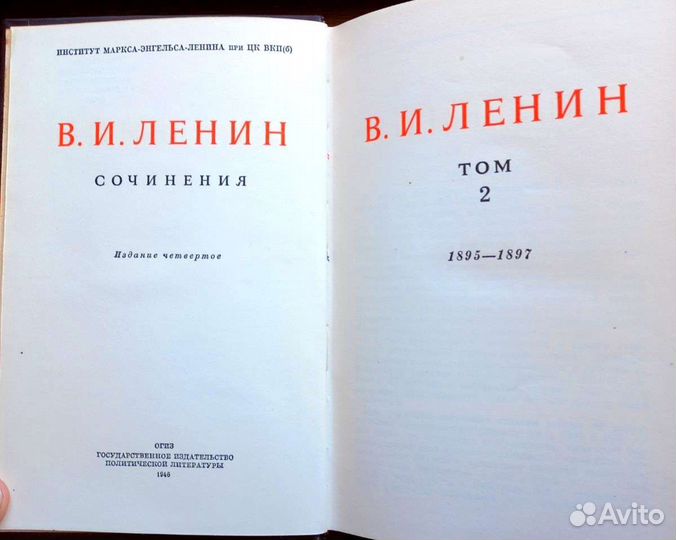 ИНСТИТУТ МАРКСА-ЭНГЕЛЬСА-ЛЕНИНА ПРИ ЦК ВКП(б)
В. И. ЛЕНИН
СОЧИНЕНИЯ
Издание четвертое
ОГИЗ
ГОСУДАРСТВЕННОЕ ИЗДАТЕЛЬСТВО
ПОЛИТИЧЕСКОЙ ЛИТЕРАТУРЫ
1946
В. И. ЛЕНИН
ТОМ
2
1895—1897
Avito